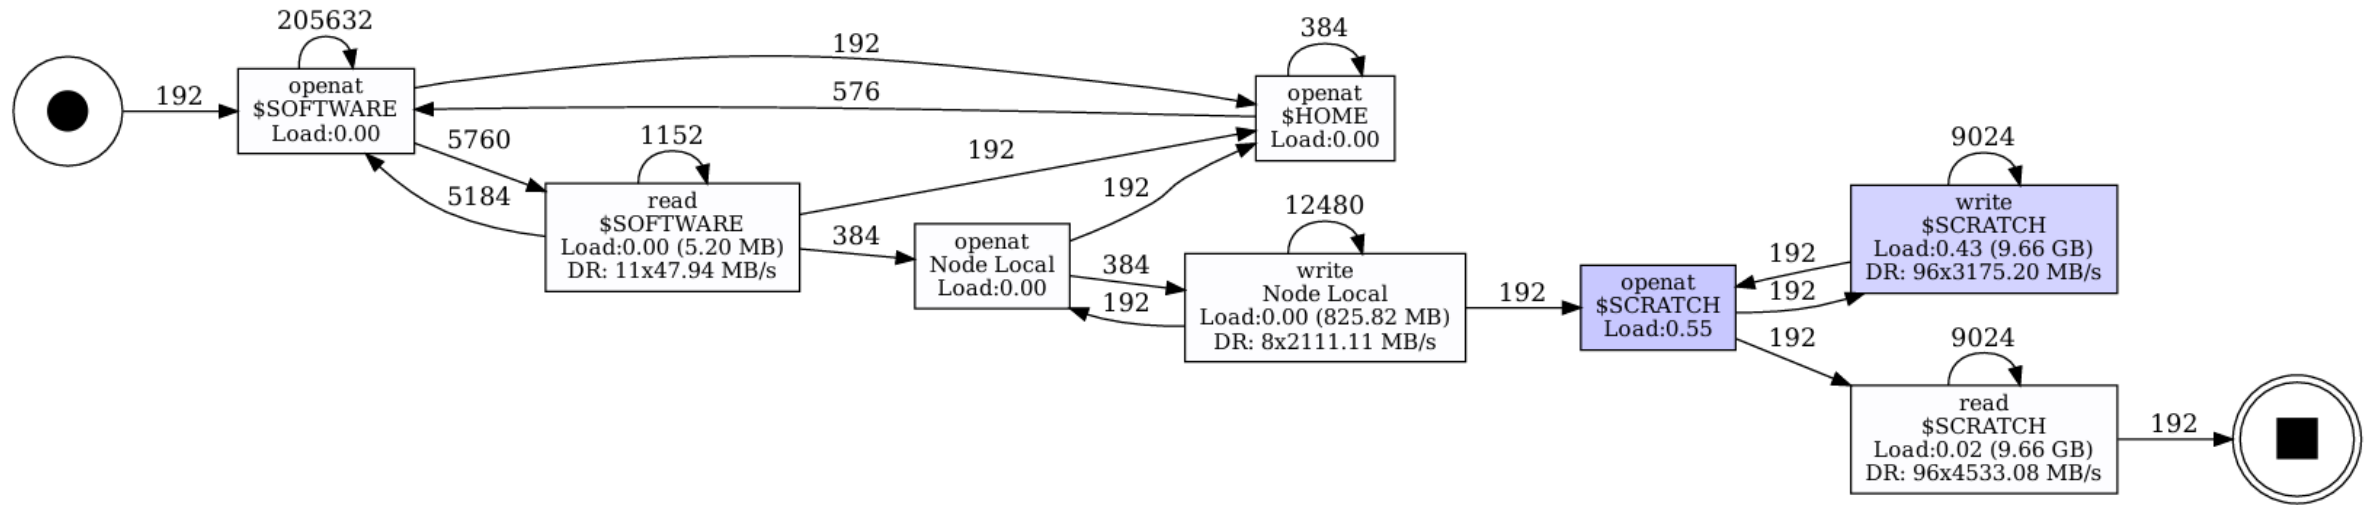 205632
192
openat
$SOFTWARE
Load:0.00
192
576
384
openat
$HOME
Load:0.00
5760
5184
1152
read
$SOFTWARE
Load:0.00 (5.20 MB)
DR: 11x47.94 MB/s
192
384
openat
Node Local
Load:0.00
192
384
192
12480
write
Node Local
Load:0.00 (825.82 MB)
DR: 8x2111.11 MB/s
192
openat
$SCRATCH
Load:0.55
192
192
192
9024
write
$SCRATCH
Load:0.43 (9.66 GB)
DR: 96x3175.20 MB/s
9024
read
$SCRATCH
Load:0.02 (9.66 GB)
DR: 96x4533.08 MB/s
192